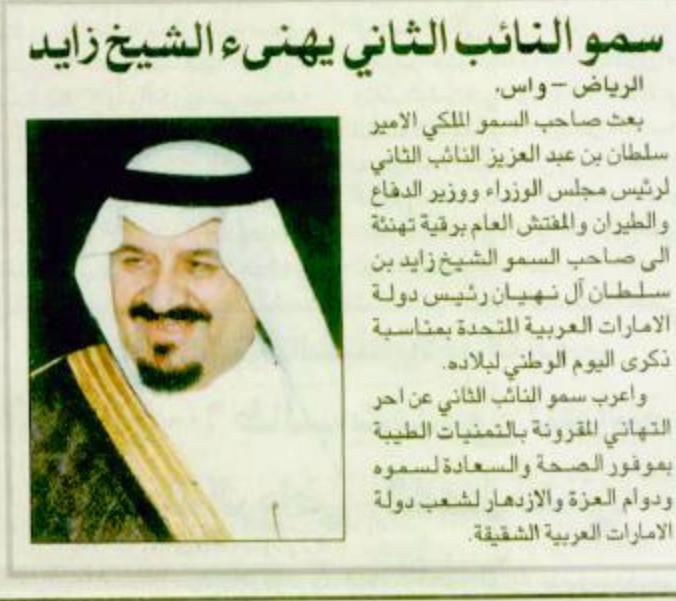 سمو النائب الثاني يهنىء الشيخ زايد
الرياض – واس.
بعث صاحب السمو الملكي الامير
سلطان بن عبد العزيز النائب الثاني
لرئيس مجلس الوزراء ووزير الدفاع
والطيران والمفتش العام برقية تهنئة
الى صاحب السمو الشيخ زايد بن
سلطان آل نهيان رئيس دولة
الامارات العربية المتحدة بمناسبة
ذكرى اليوم الوطني لبلاده.
واعرب سمو النائب الثاني عن احر
التهاني المقرونة بالتمنيات الطيبة
بموفور الصحة والسعادة لسموه
ودوام العزة والازدهار لشعب دولة
الامارات العربية الشقيقة.